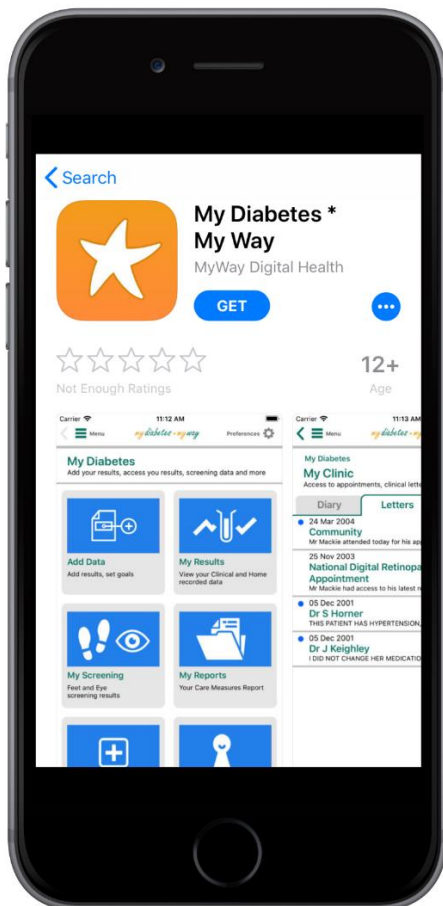 Search
My Diabetes *
My Way
MyWay Digital Health
GET
Not Enough Ratings
12+
Age
Carrier 11:12 AM
Menu my diabetes my way Preferences
My Diabetes
Add your results, access you results, screening data and more
Add Data
Add results, set goals
My Results
View your Clinical and Home
recorded data
My Screening
Feet and Eye
screening results
My Reports
Your Care Measures Report
Carrier 11:13 AM
Menu my diabetes
My Diabetes
My Clinic
Access to appointments, clinical lette
Diary Letters
24 Mar 2004
Community
Mr Mackie attended today for his ap
25 Nov 2003
National Digital Retinopa
Appointment
Mr Mackie had access to his latest r
05 Dec 2001
Dr S Horner
THIS PATIENT HAS HYPERTENSION,
05 Dec 2001
Dr J Keighley
I DID NOT CHANGE HER MEDICATIO